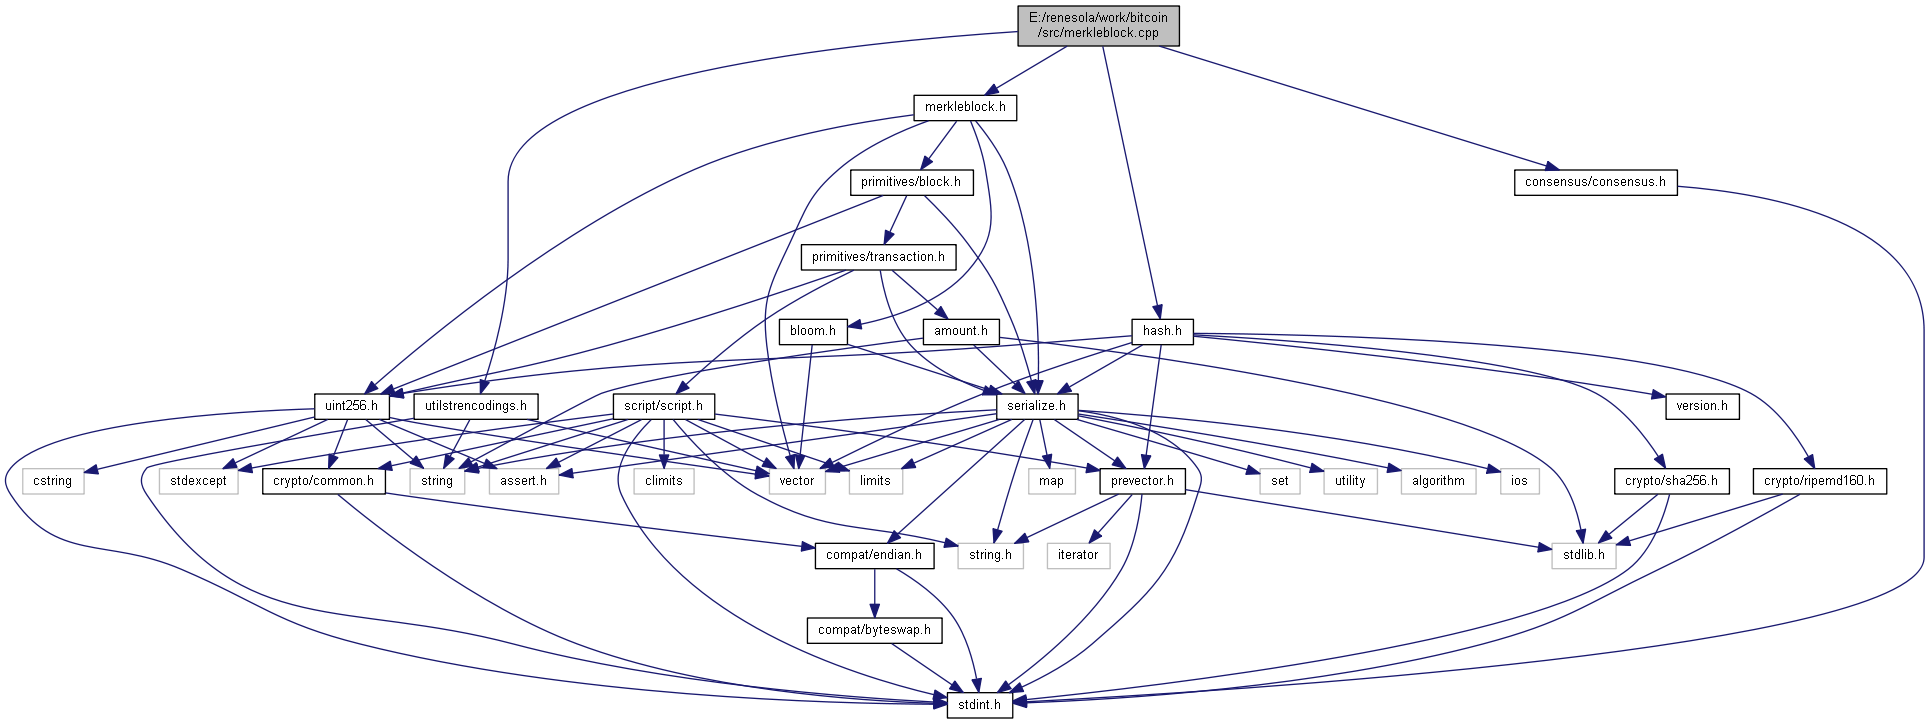 E:/renesola/work/bitcoin
/src/merkleblock.cpp
merkleblock.h
primitives/block.h
consensus/consensus.h
primitives/transaction.h
bloom.h
amount.h
hash.h
uint256.h
utilstrencodings.h
script/script.h
serialize.h
version.h
cstring
stdexcept
crypto/common.h
string
assert.h
climits
vector
limits
map
prevector.h
set
utility
algorithm
ios
crypto/sha256.h
crypto/ripemd160.h
compat/endian.h
string.h
iterator
stdlib.h
compat/byteswap.h
stdint.h